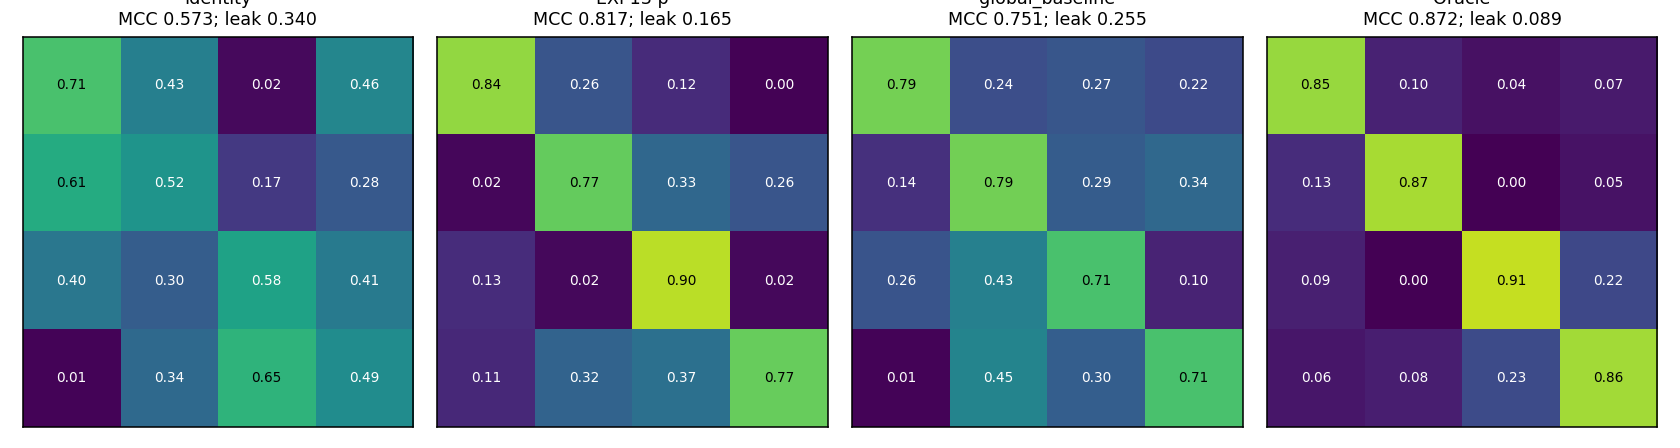 Identity
MCC 0.573; leak 0.340
MCC 0.817; leak 0.165
global_baseline
MCC 0.751; leak 0.255
Oracle
MCC 0.872; leak 0.089
0.71 0.43 0.02 0.46
0.61 0.52 0.17 0.28
0.40 0.30 0.58 0.41
0.01 0.34 0.65 0.49
0.84 0.26 0.12 0.00
0.02 0.77 0.33 0.26
0.13 0.02 0.90 0.02
0.11 0.32 0.37 0.77
0.79 0.24 0.27 0.22
0.14 0.79 0.29 0.34
0.26 0.43 0.71 0.10
0.01 0.45 0.30 0.71
0.85 0.10 0.04 0.07
0.13 0.87 0.00 0.05
0.09 0.00 0.91 0.22
0.06 0.08 0.23 0.86